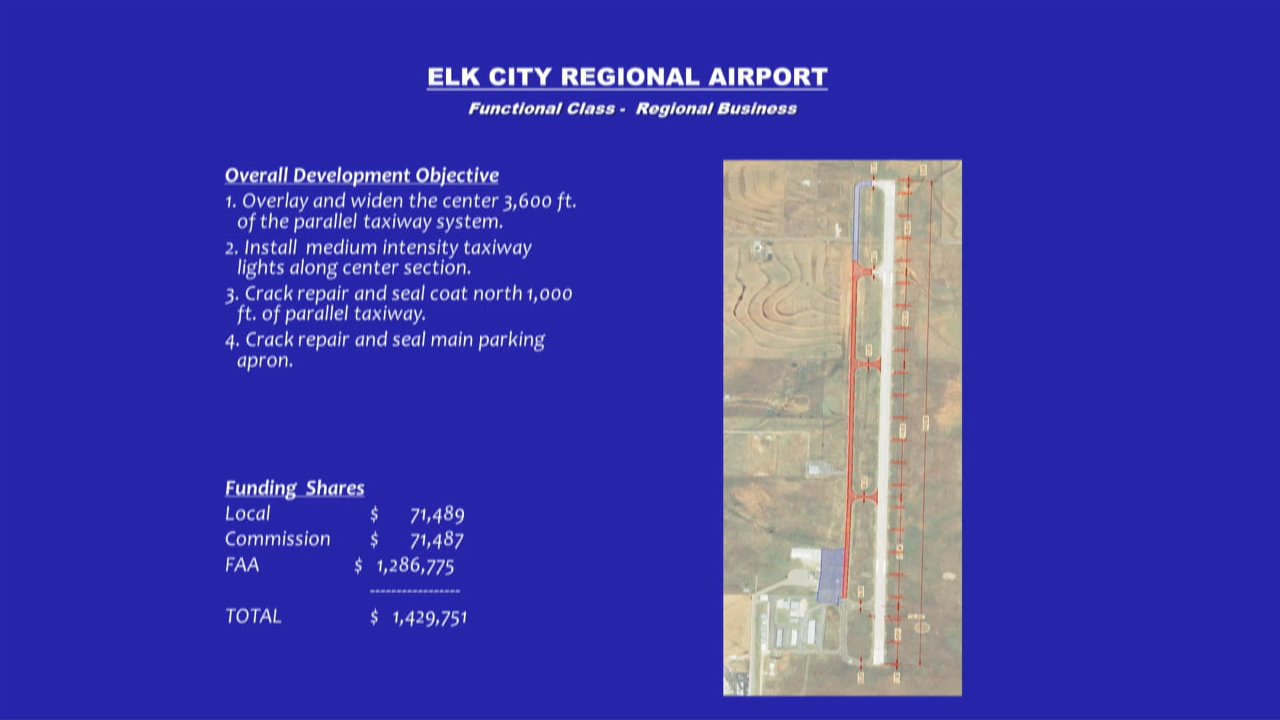 ELK CITY REGIONAL AIRPORT
Functional Class - Regional Business
Overall Development Objective
1. Overlay and widen the center 3,600 ft.
of the parallel taxiway system.
2. Install medium intensity taxiway
lights along center section.
3. Crack repair and seal coat north 1,000
ft. of parallel taxiway.
4. Crack repair and seal main parking
apron.
Funding Shares
Local $ 71,489
Commission $ 71,487
FAA $ 1,286,775
-----------------
TOTAL $ 1,429,751